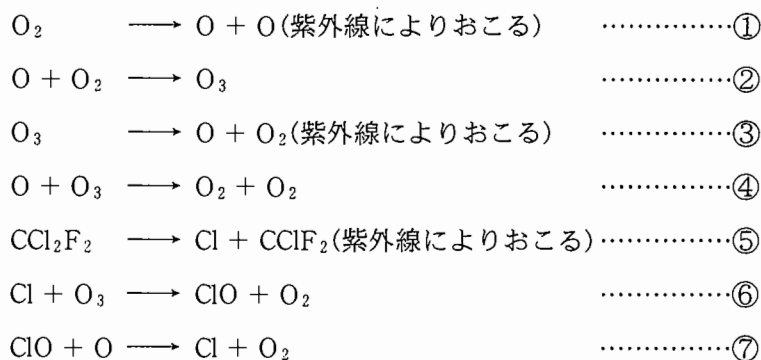 O₂ ⟶ O + O(紫外線によりおこる) ……………①
O + O₂ ⟶ O₃ ……………②
O₃ ⟶ O + O₂(紫外線によりおこる) ……………③
O + O₃ ⟶ O₂ + O₂ ……………④
CCl₂F₂ ⟶ Cl + CClF₂(紫外線によりおこる)……………⑤
Cl + O₃ ⟶ ClO + O₂ ……………⑥
ClO + O ⟶ Cl + O₂ ……………⑦